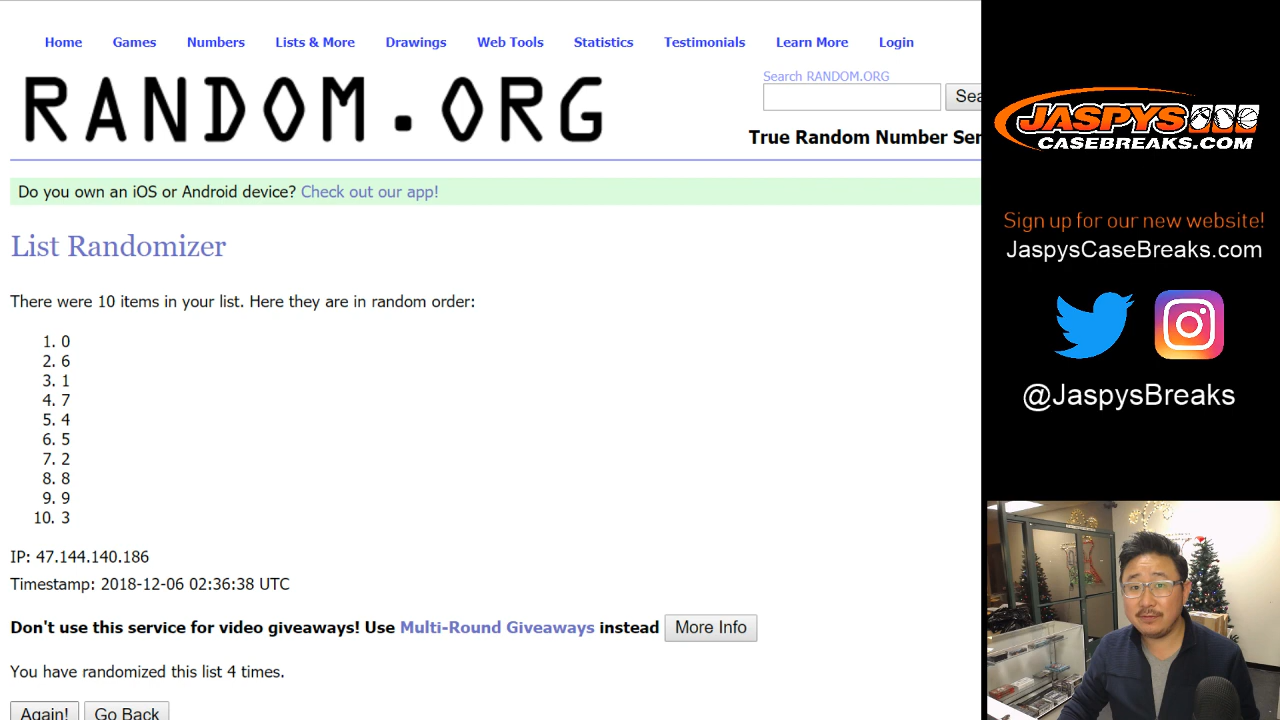 Home Games Numbers Lists & More Drawings Web Tools Statistics Testimonials Learn More Login
RANDOM.ORG
Search RANDOM.ORG
Sea
True Random Number Ser
Do you own an iOS or Android device? Check out our app!
List Randomizer
There were 10 items in your list. Here they are in random order:
1. 0
2. 6
3. 1
4. 7
5. 4
6. 5
7. 2
8. 8
9. 9
10. 3
IP: 47.144.140.186
Timestamp: 2018-12-06 02:36:38 UTC
Don't use this service for video giveaways! Use Multi-Round Giveaways instead More Info
You have randomized this list 4 times.
Again! Go Back
JASPYS
CASEBREAKS.COM
Sign up for our new website!
JaspysCaseBreaks.com
@JaspysBreaks